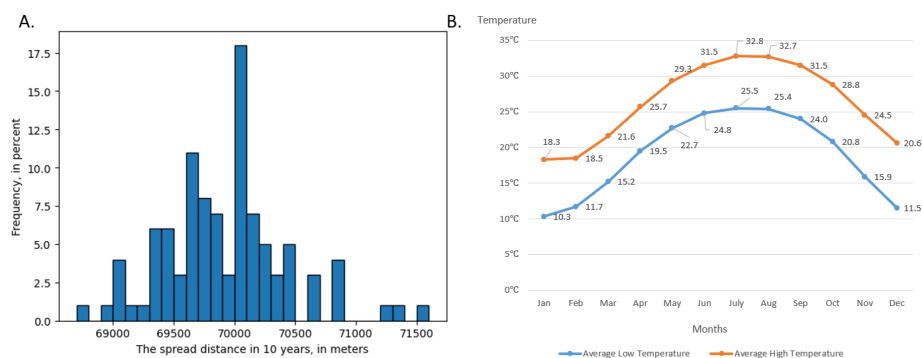 A.
Frequency, in percent
17.5
15.0
12.5
10.0
7.5
5.0
2.5
0.0
69000 69500 70000 70500 71000 71500
The spread distance in 10 years, in meters
B.
Temperature
35°C
30°C
25°C
20°C
15°C
10°C
5°C
0°C
18.3 18.5 21.6 25.7 29.3 31.5 32.8 32.7 31.5 28.8 24.5 20.6
10.3 11.7 15.2 19.5 22.7 24.8 25.5 25.4 24.0 20.8 15.9 11.5
Jan Feb Mar Apr May Jun July Aug Sep Oct Nov Dec
Months
Average Low Temperature Average High Temperature